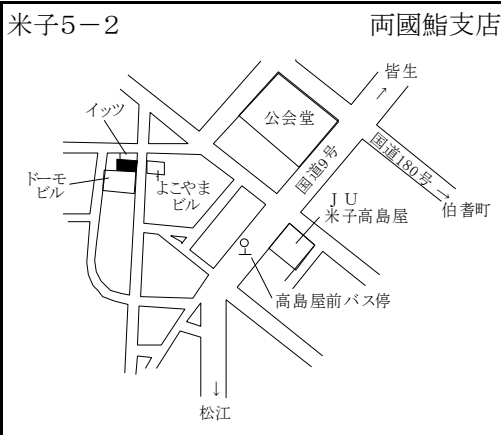 米子5－2
両國鮨支店
皆生
イッツ
公会堂
国道180号
国道9号
ドーモ
ビル
よこやま
ビル
伯耆町
ＪＵ
米子高島屋
高島屋前バス停
松江